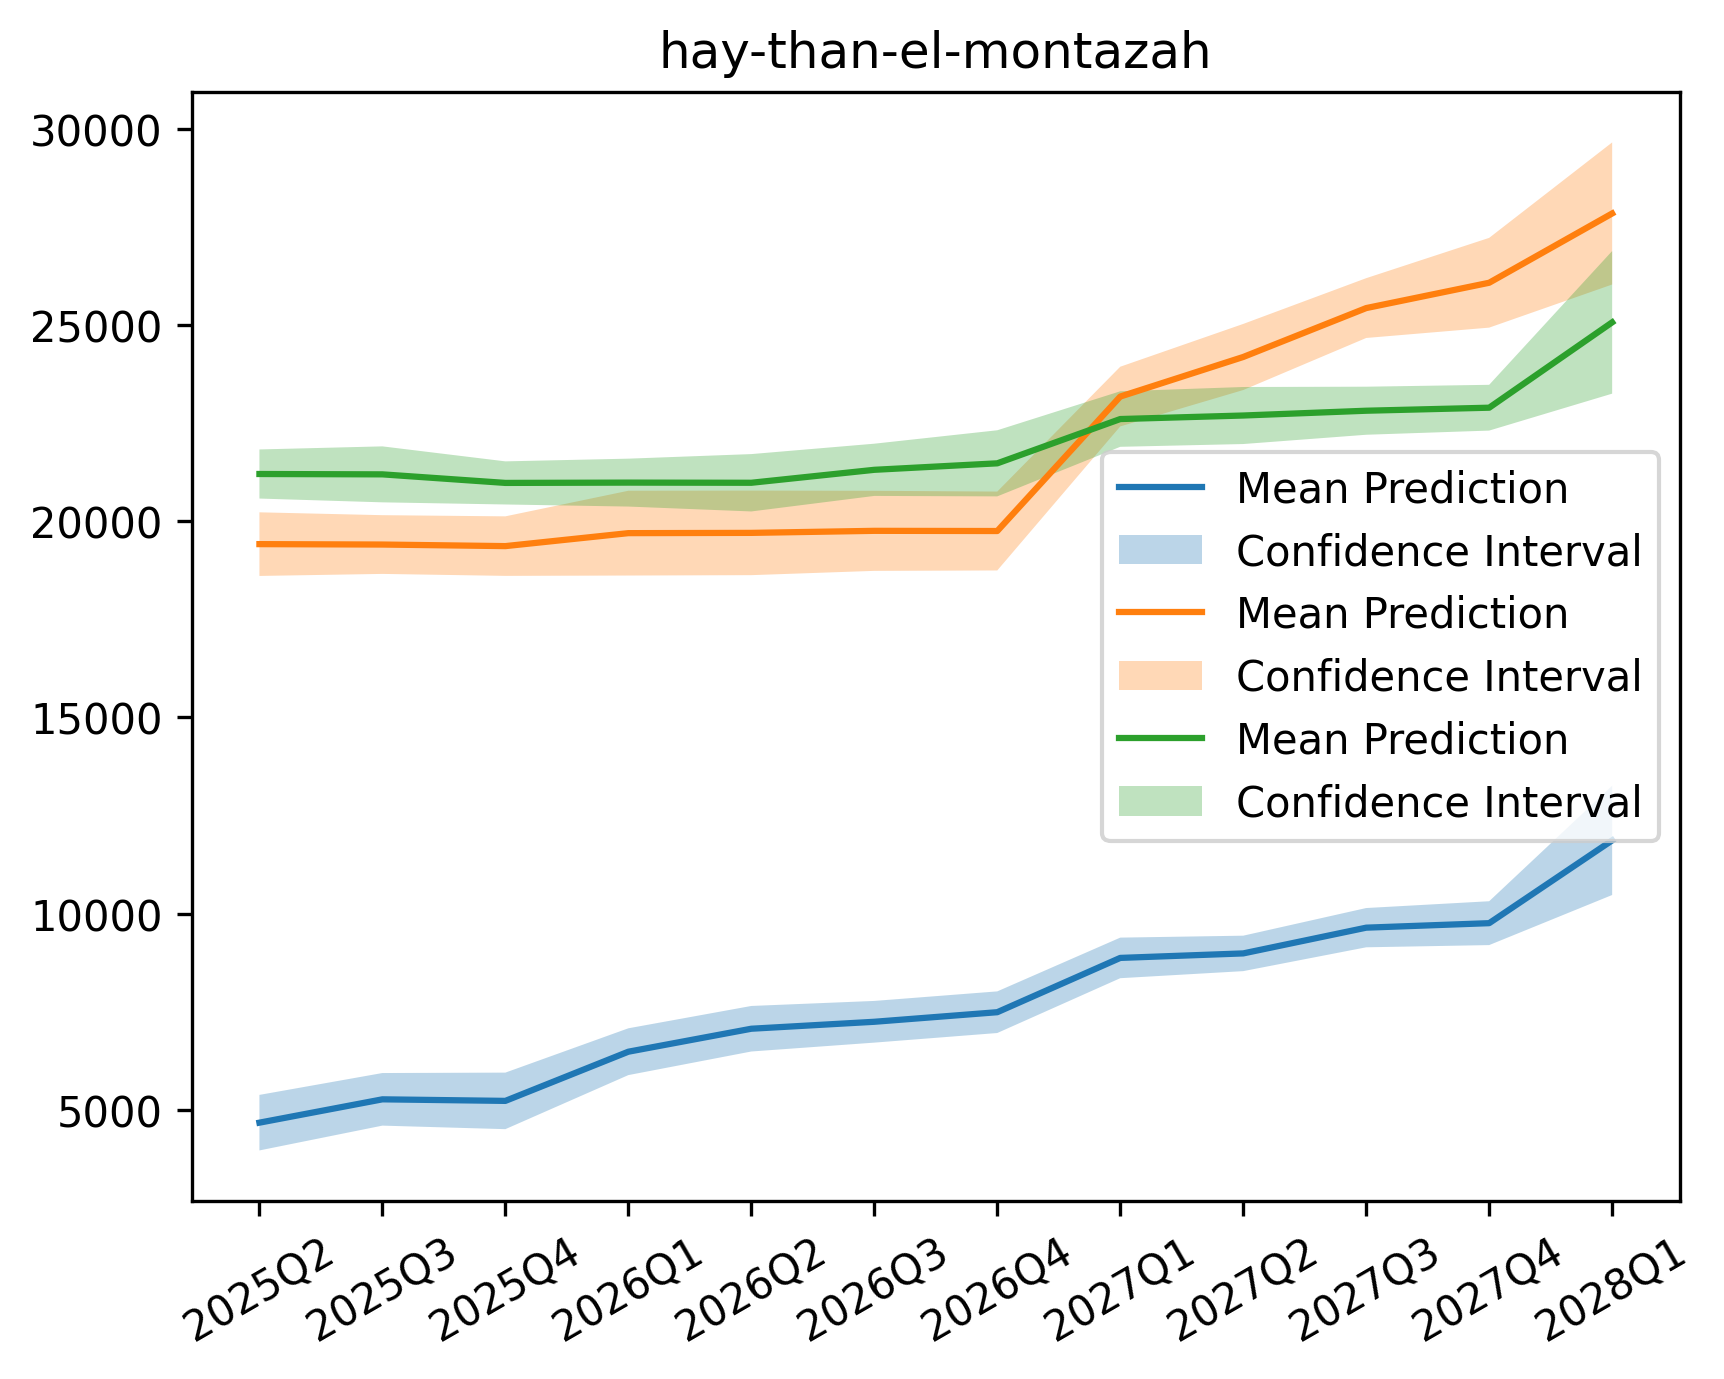 hay-than-el-montazah
30000
25000
20000
15000
10000
5000
Mean Prediction
Confidence Interval
Mean Prediction
Confidence Interval
Mean Prediction
Confidence Interval
2025Q2
2025Q3
2025Q4
2026Q1
2026Q2
2026Q3
2026Q4
2027Q1
2027Q2
2027Q3
2027Q4
2028Q1